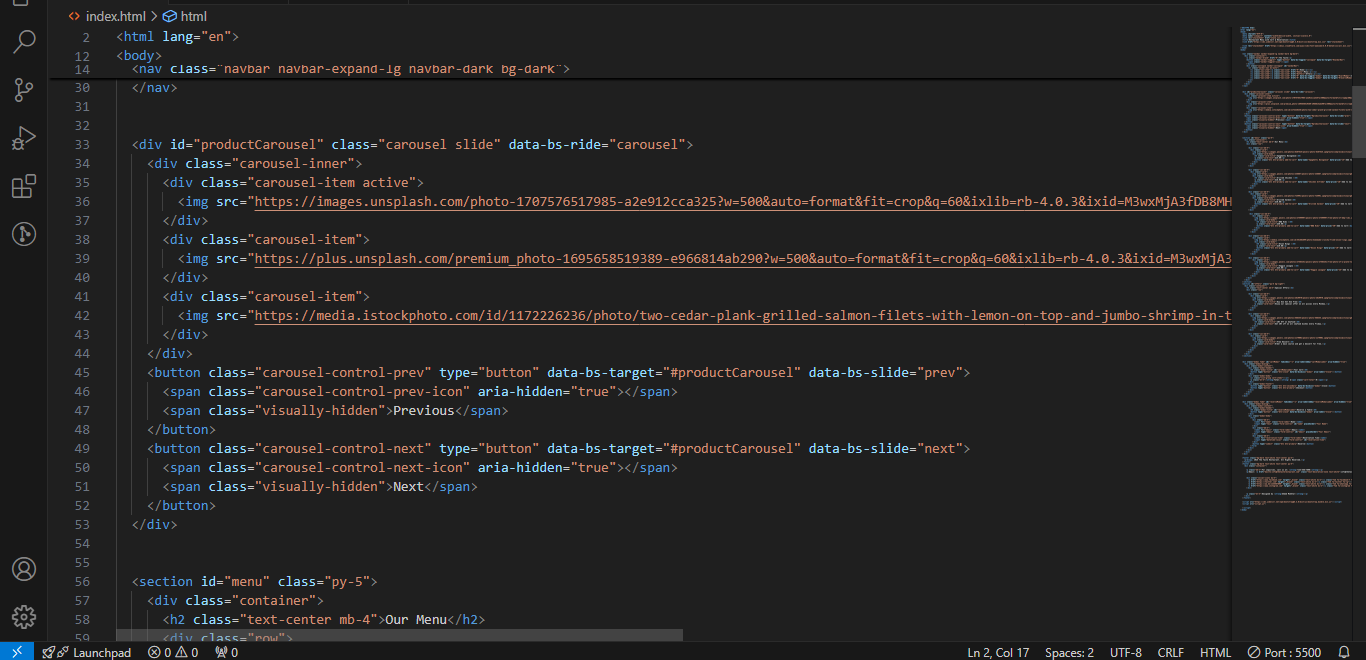 index.html > html
2 <html lang="en">
12 <body>
14 <nav class="navbar navbar-expand-lg navbar-dark bg-dark">
30 </nav>
31
32
33 <div id="productCarousel" class="carousel slide" data-bs-ride="carousel">
34 <div class="carousel-inner">
35 <div class="carousel-item active">
36 <img src="https://images.unsplash.com/photo-1707576517985-a2e912cca325?w=500&auto=format&fit=crop&q=60&ixlib=rb-4.0.3&ixid=M3wxMjA3fDB8MH
37 </div>
38 <div class="carousel-item">
39 <img src="https://plus.unsplash.com/premium_photo-1695658519389-e966814ab290?w=500&auto=format&fit=crop&q=60&ixlib=rb-4.0.3&ixid=M3wxMjA3
40 </div>
41 <div class="carousel-item">
42 <img src="https://media.istockphoto.com/id/1172226236/photo/two-cedar-plank-grilled-salmon-filets-with-lemon-on-top-and-jumbo-shrimp-in-t
43 </div>
44 </div>
45 <button class="carousel-control-prev" type="button" data-bs-target="#productCarousel" data-bs-slide="prev">
46 <span class="carousel-control-prev-icon" aria-hidden="true"></span>
47 <span class="visually-hidden">Previous</span>
48 </button>
49 <button class="carousel-control-next" type="button" data-bs-target="#productCarousel" data-bs-slide="next">
50 <span class="carousel-control-next-icon" aria-hidden="true"></span>
51 <span class="visually-hidden">Next</span>
52 </button>
53 </div>
54
55
56 <section id="menu" class="py-5">
57 <div class="container">
58 <h2 class="text-center mb-4">Our Menu</h2>
59 <div class="row">
Launchpad 0 0 0 Ln 2, Col 17 Spaces: 2 UTF-8 CRLF HTML Port : 5500